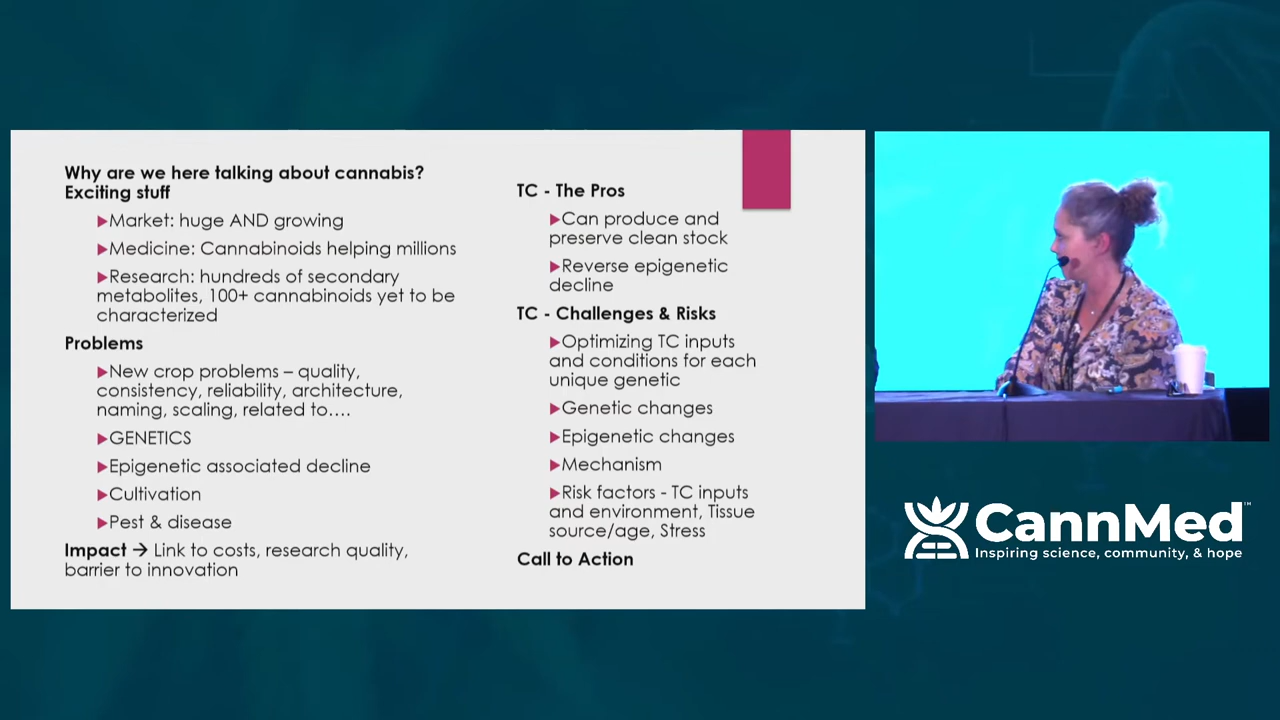 Why are we here talking about cannabis?
Exciting stuff
▶Market: huge AND growing
▶Medicine: Cannabinoids helping millions
▶Research: hundreds of secondary
metabolites, 100+ cannabinoids yet to be
characterized
Problems
▶New crop problems – quality,
consistency, reliability, architecture,
naming, scaling, related to….
▶GENETICS
▶Epigenetic associated decline
▶Cultivation
▶Pest & disease
Impact → Link to costs, research quality,
barrier to innovation
TC - The Pros
▶Can produce and
preserve clean stock
▶Reverse epigenetic
decline
TC - Challenges & Risks
▶Optimizing TC inputs
and conditions for each
unique genetic
▶Genetic changes
▶Epigenetic changes
▶Mechanism
▶Risk factors - TC inputs
and environment, Tissue
source/age, Stress
Call to Action
CannMed™
Inspiring science, community, & hope